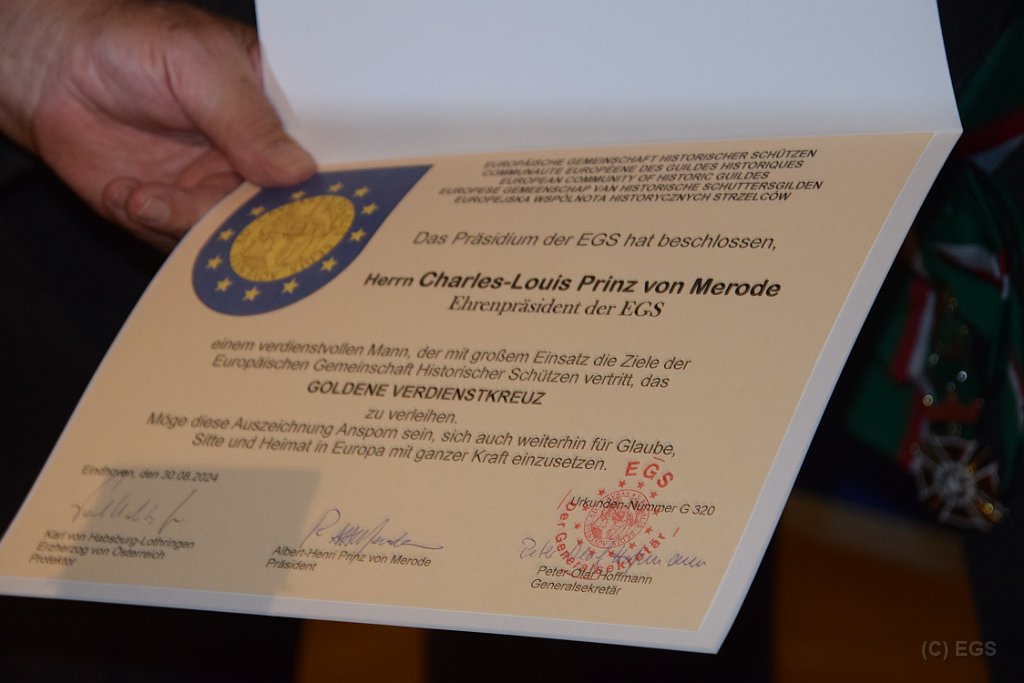 EUROPÄISCHE GEMEINSCHAFT HISTORISCHER SCHÜTZEN
COMMUNAUTE EUROPÉENE DES GUILDES HISTORIQUES
EUROPEAN COMMUNITY OF HISTORIC GUILDES
EUROPESE GEMEENSCHAP VAN HISTORISCHE SCHUTTERSGILDEN
EUROPEJSKA WSPÓLNOTA HISTORYCZNYCH STRZELCÓW
Das Präsidium der EGS hat beschlossen,
Herrn Charles-Louis Prinz von Merode
Ehrenpräsident der EGS
einem verdienstvollen Mann, der mit großem Einsatz die Ziele der
Europäischen Gemeinschaft Historischer Schützen vertritt, das
GOLDENE VERDIENSTKREUZ
zu verleihen.
Möge diese Auszeichnung Ansporn sein, sich auch weiterhin für Glaube,
Sitte und Heimat in Europa mit ganzer Kraft einzusetzen.
Eindhoven, den 30.08.2024
EGS
Urkunden-Nummer G 320
Der Generalsekretär
Karl von Habsburg-Lothringen
Erzherzog von Österreich
Protektor
Albert-Henri Prinz von Merode
Präsident
Peter Olaf Hoffmann
Peter-Olaf Hoffmann
Generalsekretär
(C) EGS